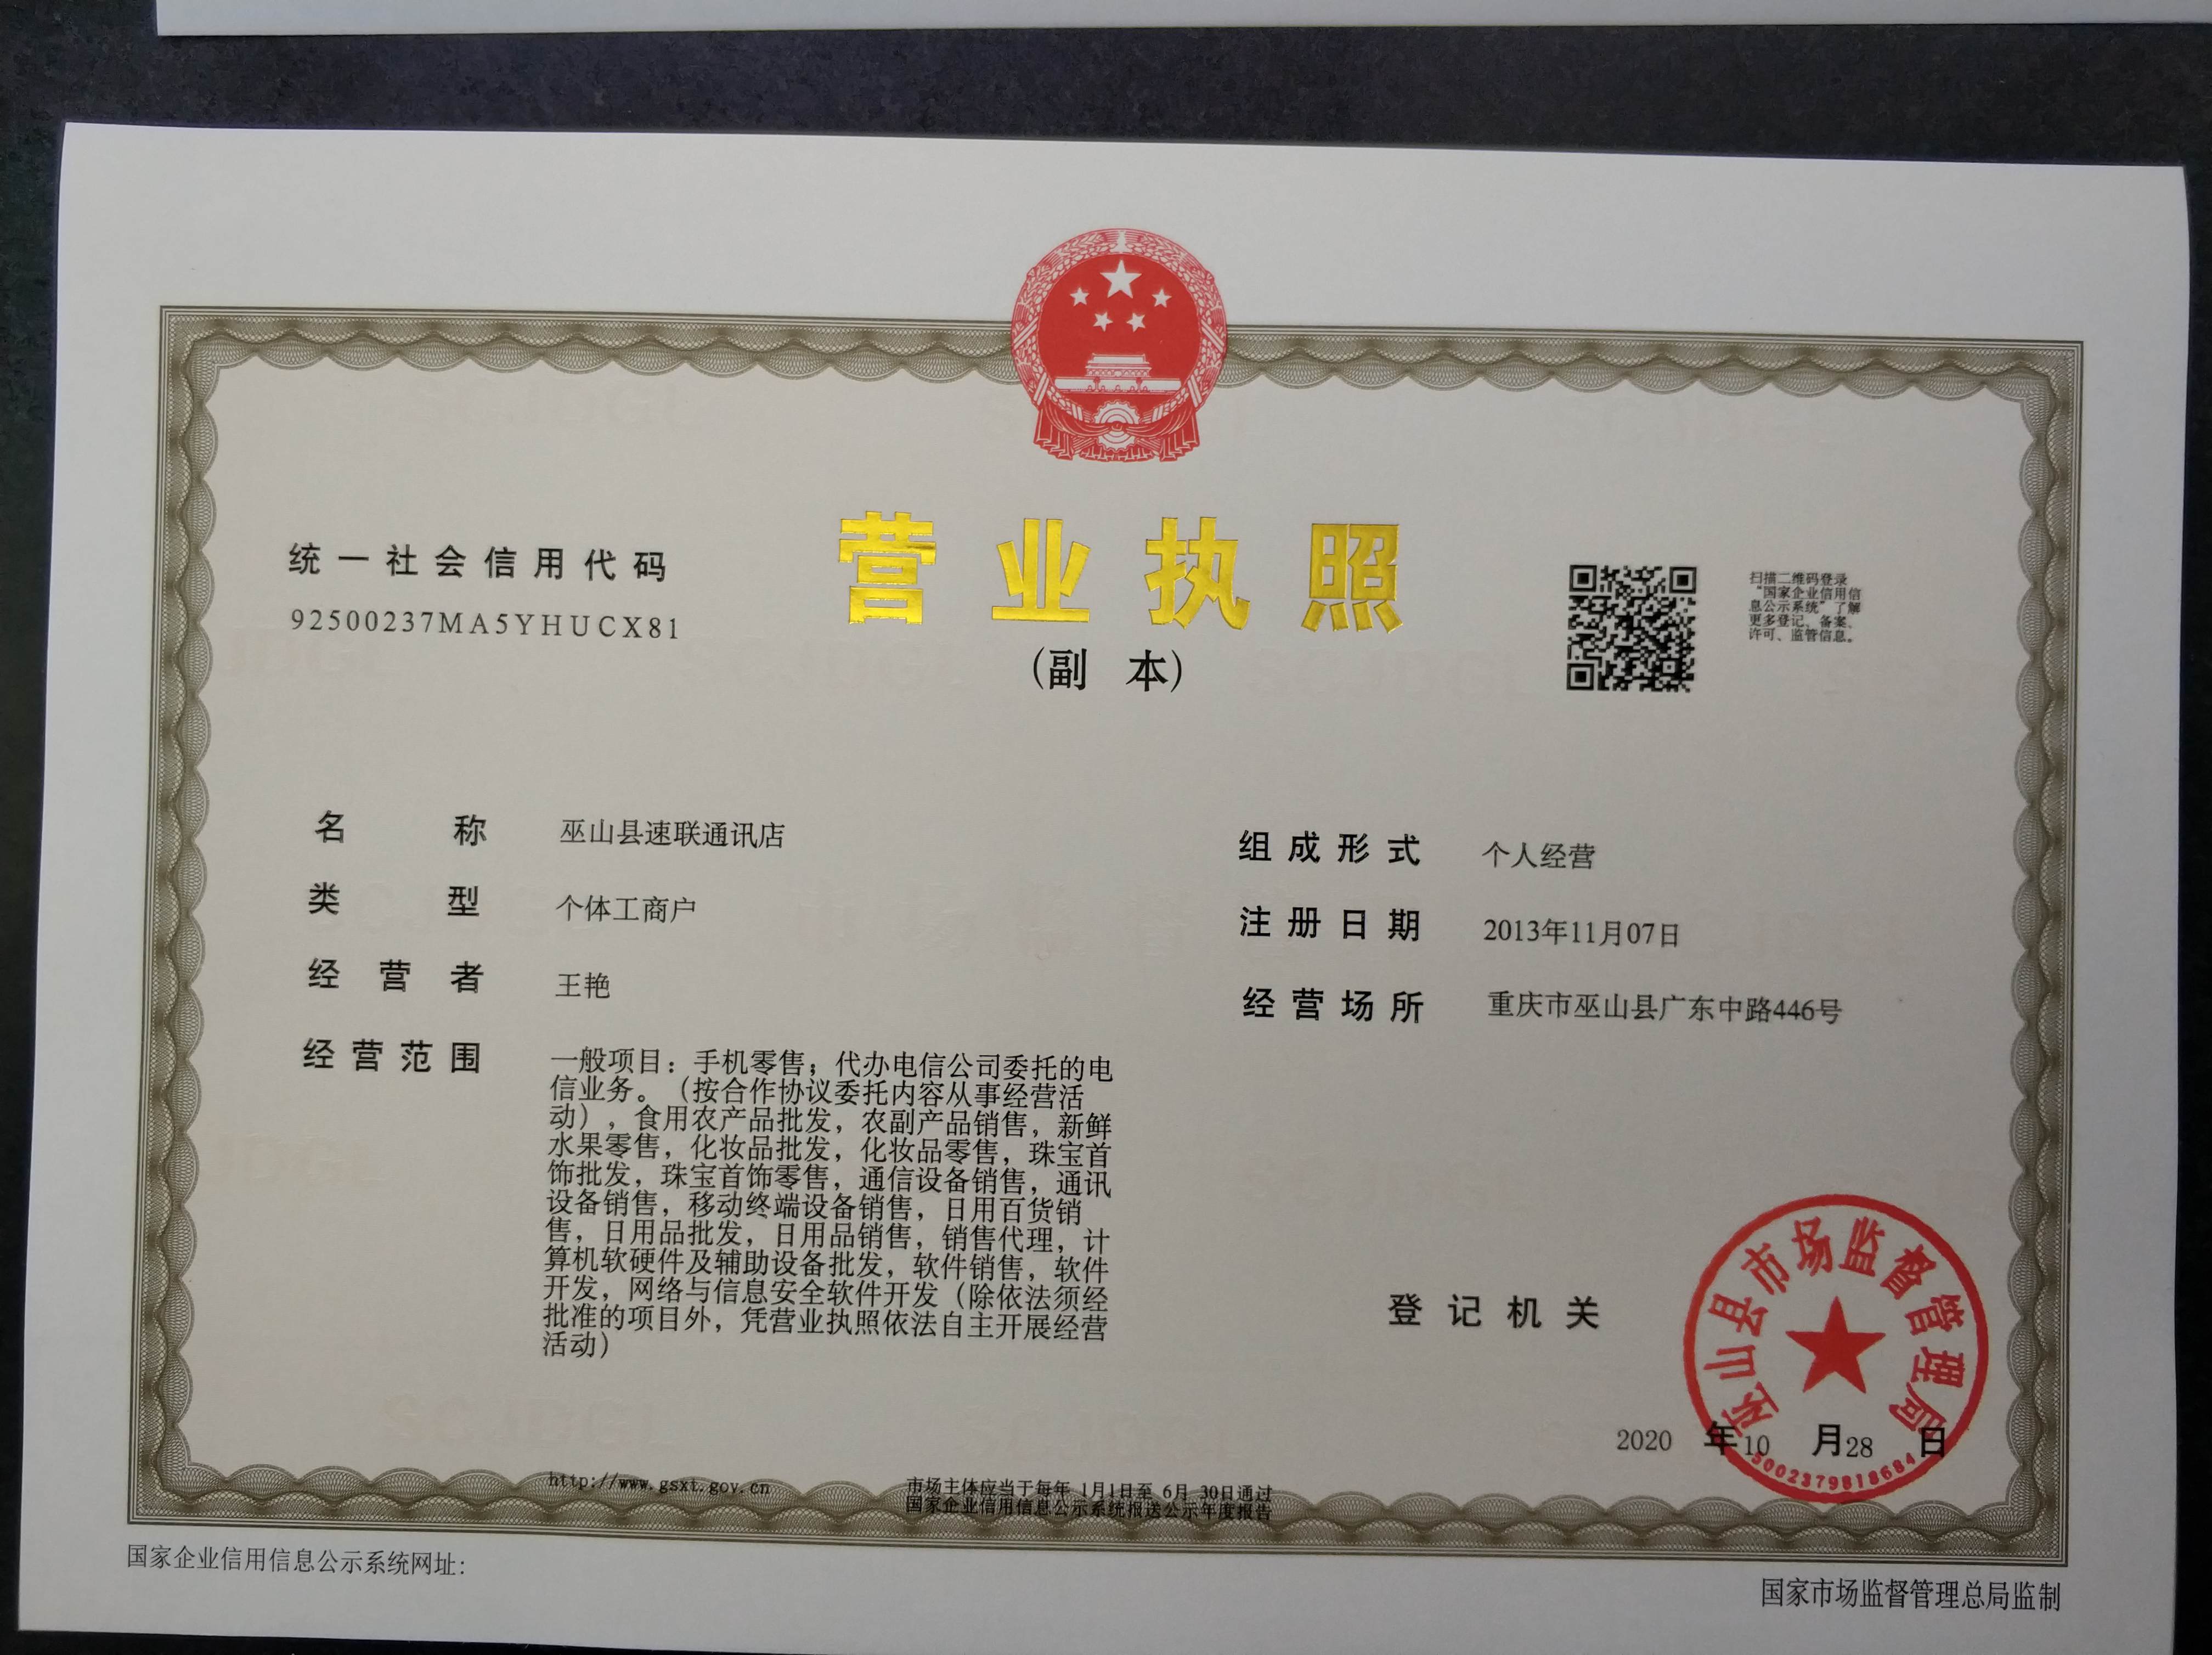 营业执照
(副 本)
统一社会信用代码
92500237MA5YHUCX81
扫描二维码登录
“国家企业信用信
息公示系统”了解
更多登记、备案、
许可、监管信息。
名称 巫山县速联通讯店
类型 个体工商户
经营者 王艳
经营范围 一般项目：手机零售；代办电信公司委托的电
信业务。（按合作协议委托内容从事经营活
动），食用农产品批发，农副产品销售，新鲜
水果零售，化妆品批发，化妆品零售，珠宝首
饰批发，珠宝首饰零售，通信设备销售，通讯
设备销售，移动终端设备销售，日用百货销
售，日用品批发，日用品销售，销售代理，计
算机软硬件及辅助设备批发，软件销售，软件
开发，网络与信息安全软件开发（除依法须经
批准的项目外，凭营业执照依法自主开展经营
活动）
组成形式 个人经营
注册日期 2013年11月07日
经营场所 重庆市巫山县广东中路446号
登记机关
巫山县市场监督管理局
5002379818684
2020 年10 月28 日
http://www.gsxt.gov.cn
市场主体应当于每年 1月1日至 6月 30日通过
国家企业信用信息公示系统报送公示年度报告
国家企业信用信息公示系统网址：
国家市场监督管理总局监制